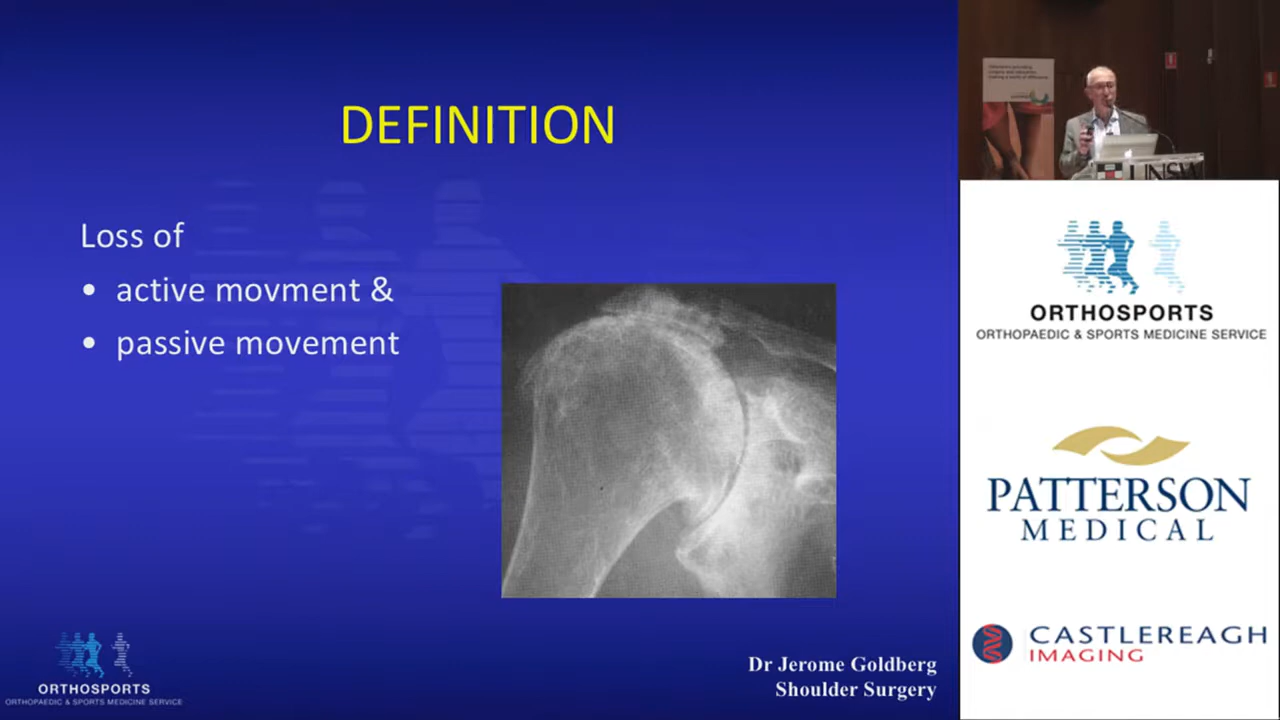 DEFINITION
Loss of
• active movment &
• passive movement
Dr Jerome Goldberg
Shoulder Surgery
ORTHOSPORTS
ORTHOPAEDIC & SPORTS MEDICINE SERVICE
UNSW
ORTHOSPORTS
ORTHOPAEDIC & SPORTS MEDICINE SERVICE
PATTERSON
MEDICAL
CASTLEREAGH
IMAGING